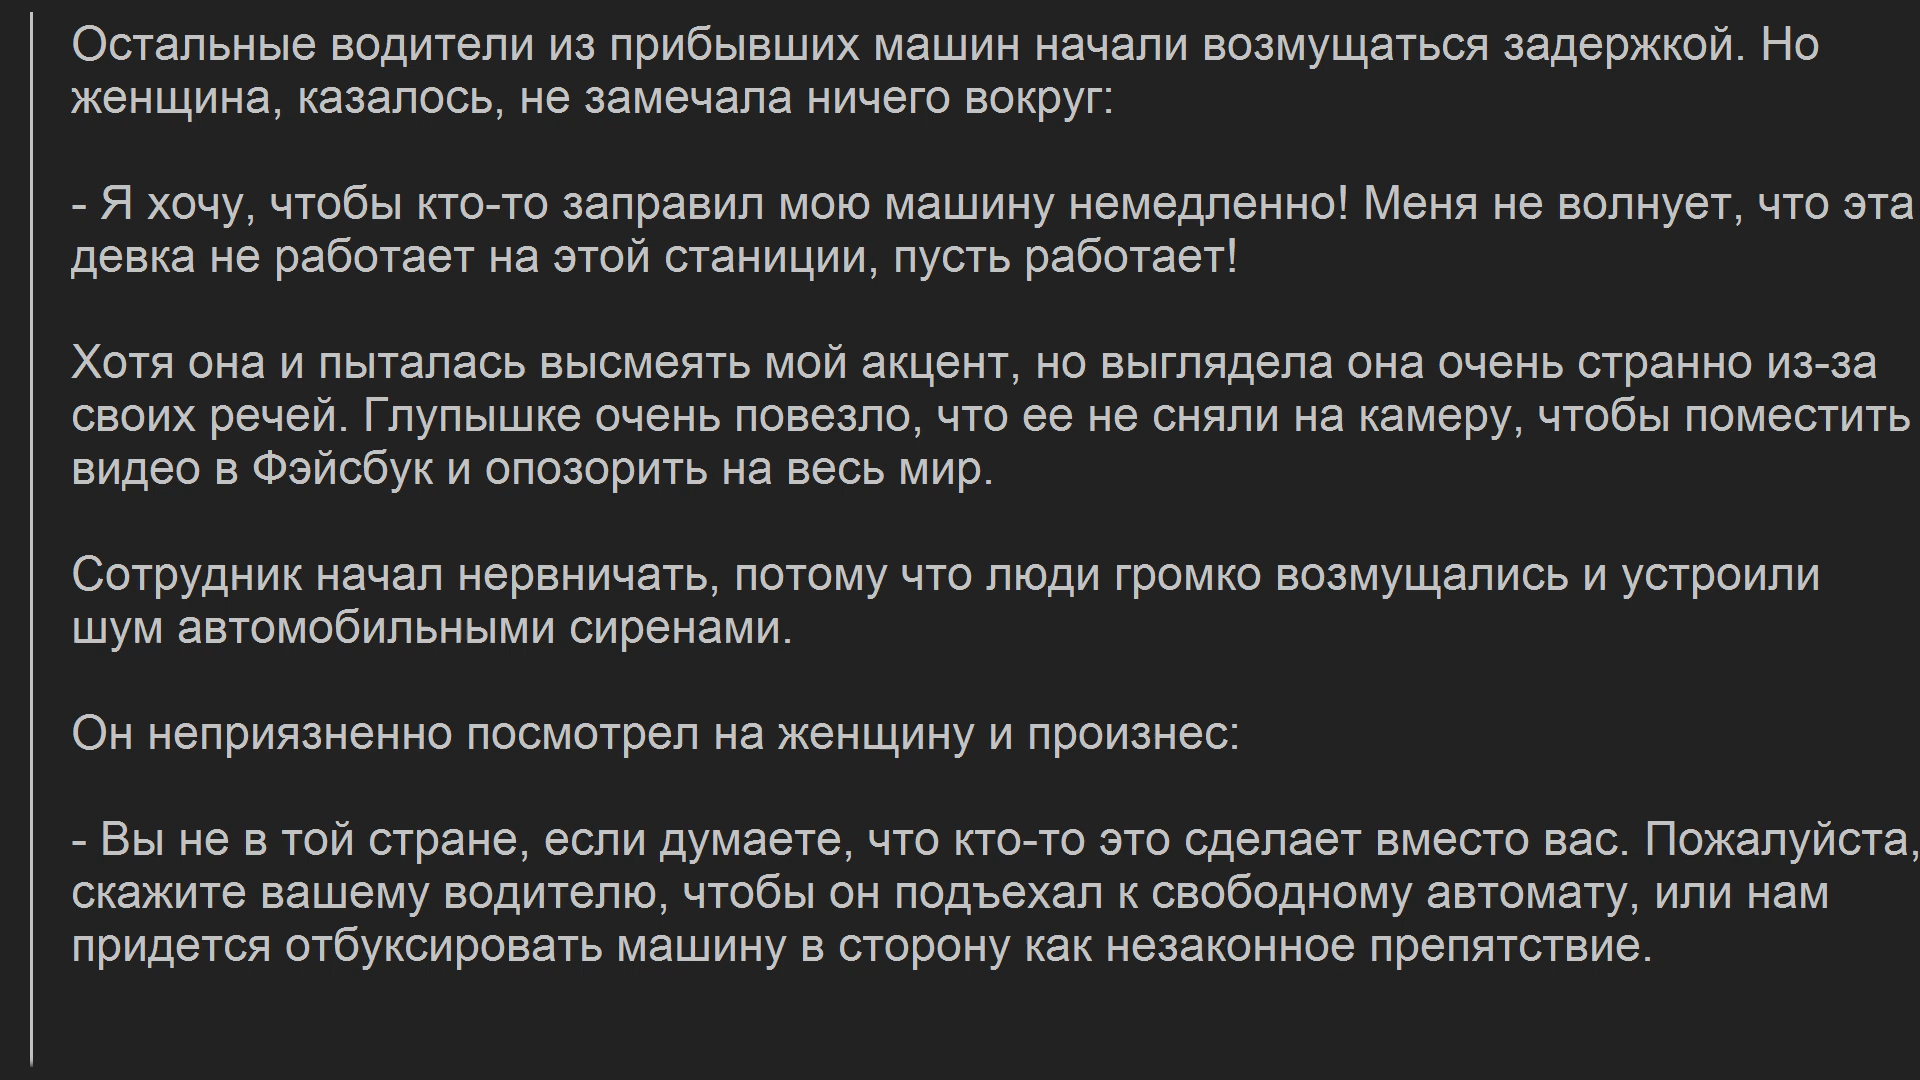 Остальные водители из прибывших машин начали возмущаться задержкой. Но
женщина, казалось, не замечала ничего вокруг:
- Я хочу, чтобы кто-то заправил мою машину немедленно! Меня не волнует, что эта
девка не работает на этой станиции, пусть работает!
Хотя она и пыталась высмеять мой акцент, но выглядела она очень странно из-за
своих речей. Глупышке очень повезло, что ее не сняли на камеру, чтобы поместить
видео в Фэйсбук и опозорить на весь мир.
Сотрудник начал нервничать, потому что люди громко возмущались и устроили
шум автомобильными сиренами.
Он неприязненно посмотрел на женщину и произнес:
- Вы не в той стране, если думаете, что кто-то это сделает вместо вас. Пожалуйста,
скажите вашему водителю, чтобы он подъехал к свободному автомату, или нам
придется отбуксировать машину в сторону как незаконное препятствие.